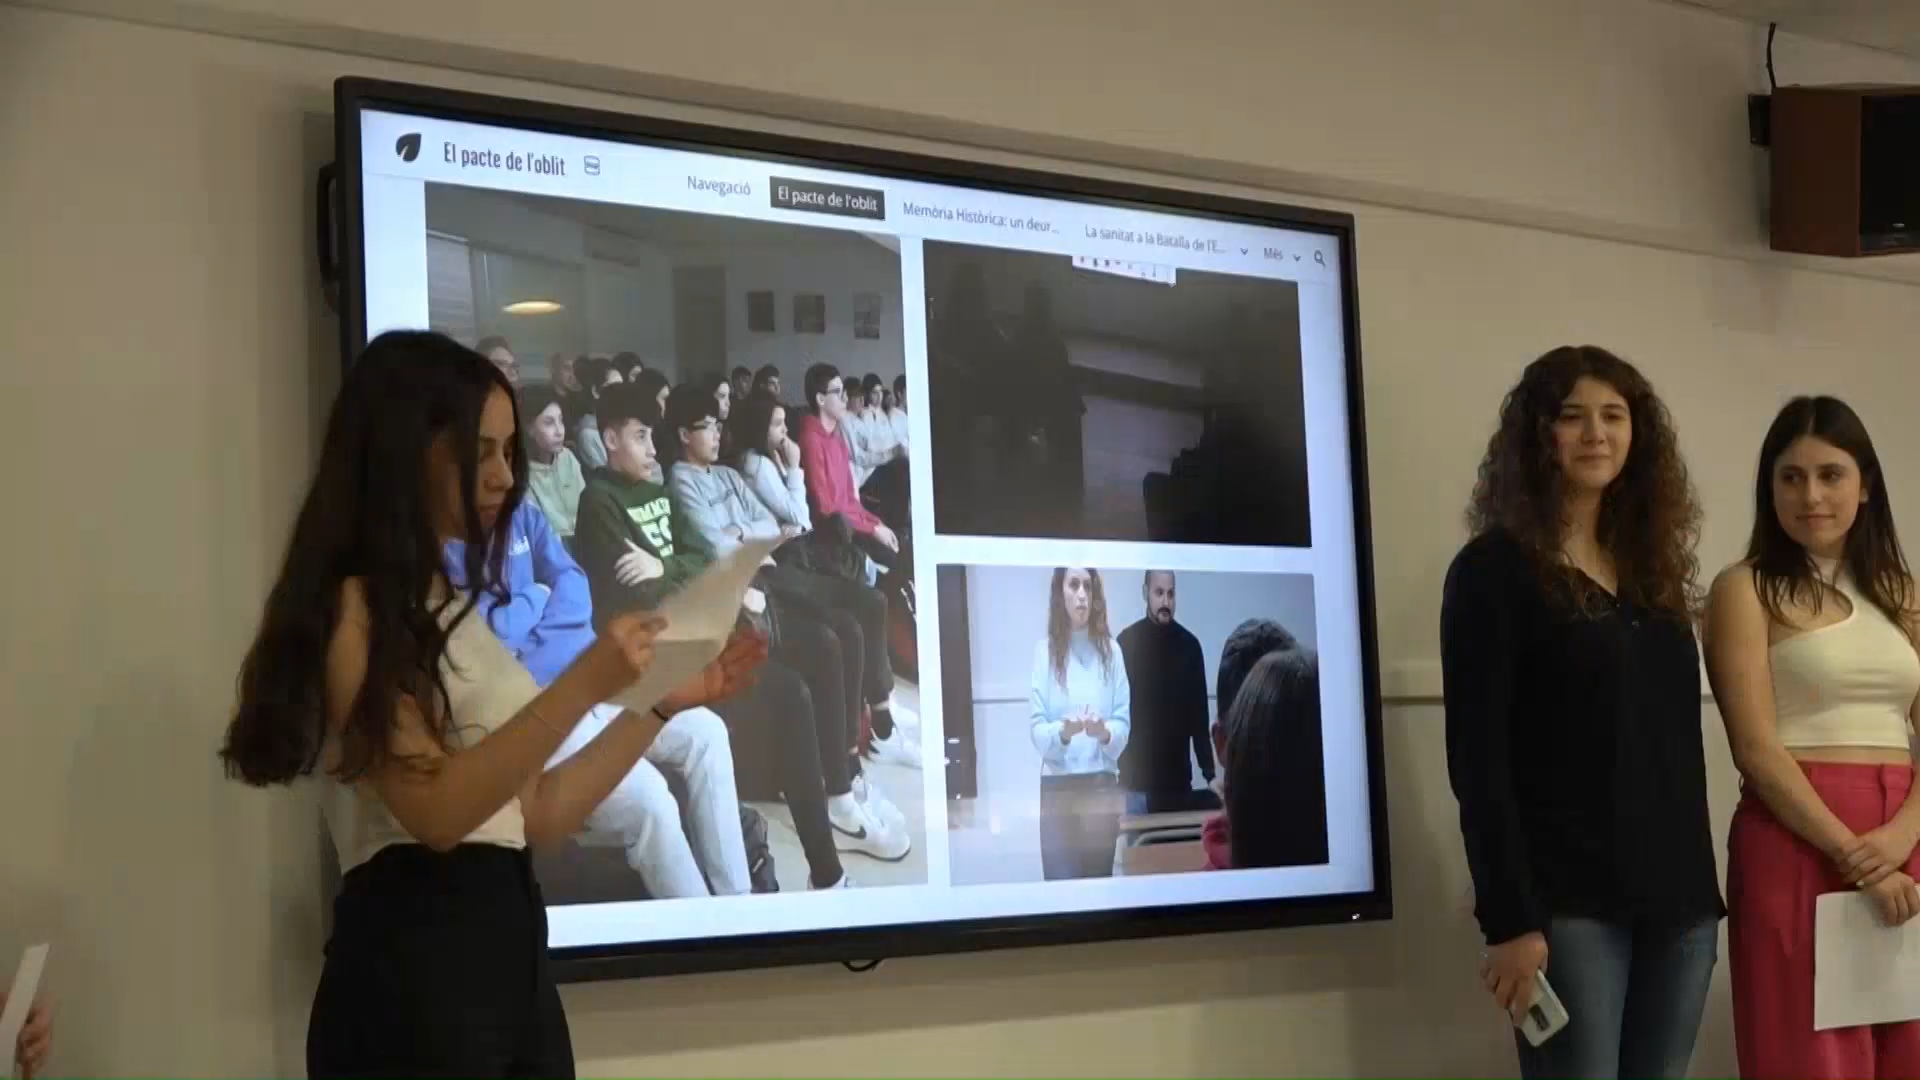 El pacte de l'oblit
Navegació
El pacte de l'oblit
Memòria Històrica: un deur...
La sanitat a la Batalla de l'E...
Més